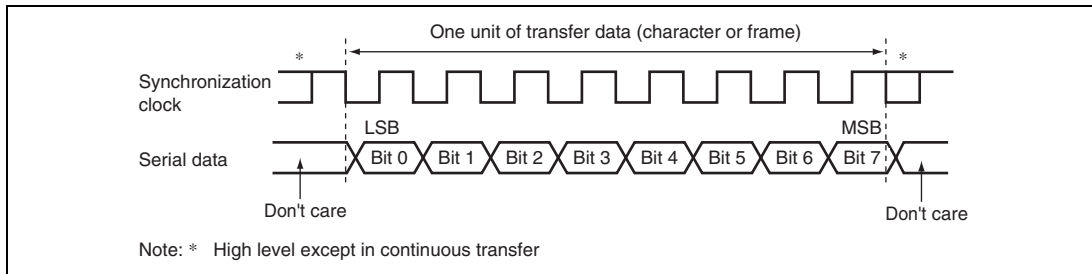 One unit of transfer data (character or frame)
* *
Synchronization
clock
LSB MSB
Serial data Bit 0 Bit 1 Bit 2 Bit 3 Bit 4 Bit 5 Bit 6 Bit 7
Don't care Don't care
Note: * High level except in continuous transfer